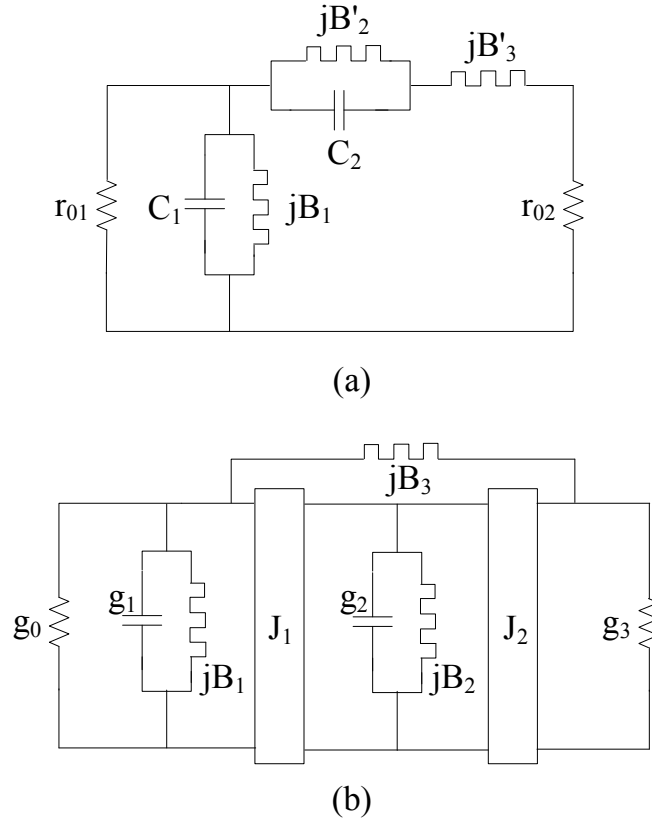 jB'₂
jB'₃
C₂
r₀₁
C₁
jB₁
r₀₂
(a)
jB₃
g₀
g₁
jB₁
J₁
g₂
jB₂
J₂
g₃
(b)